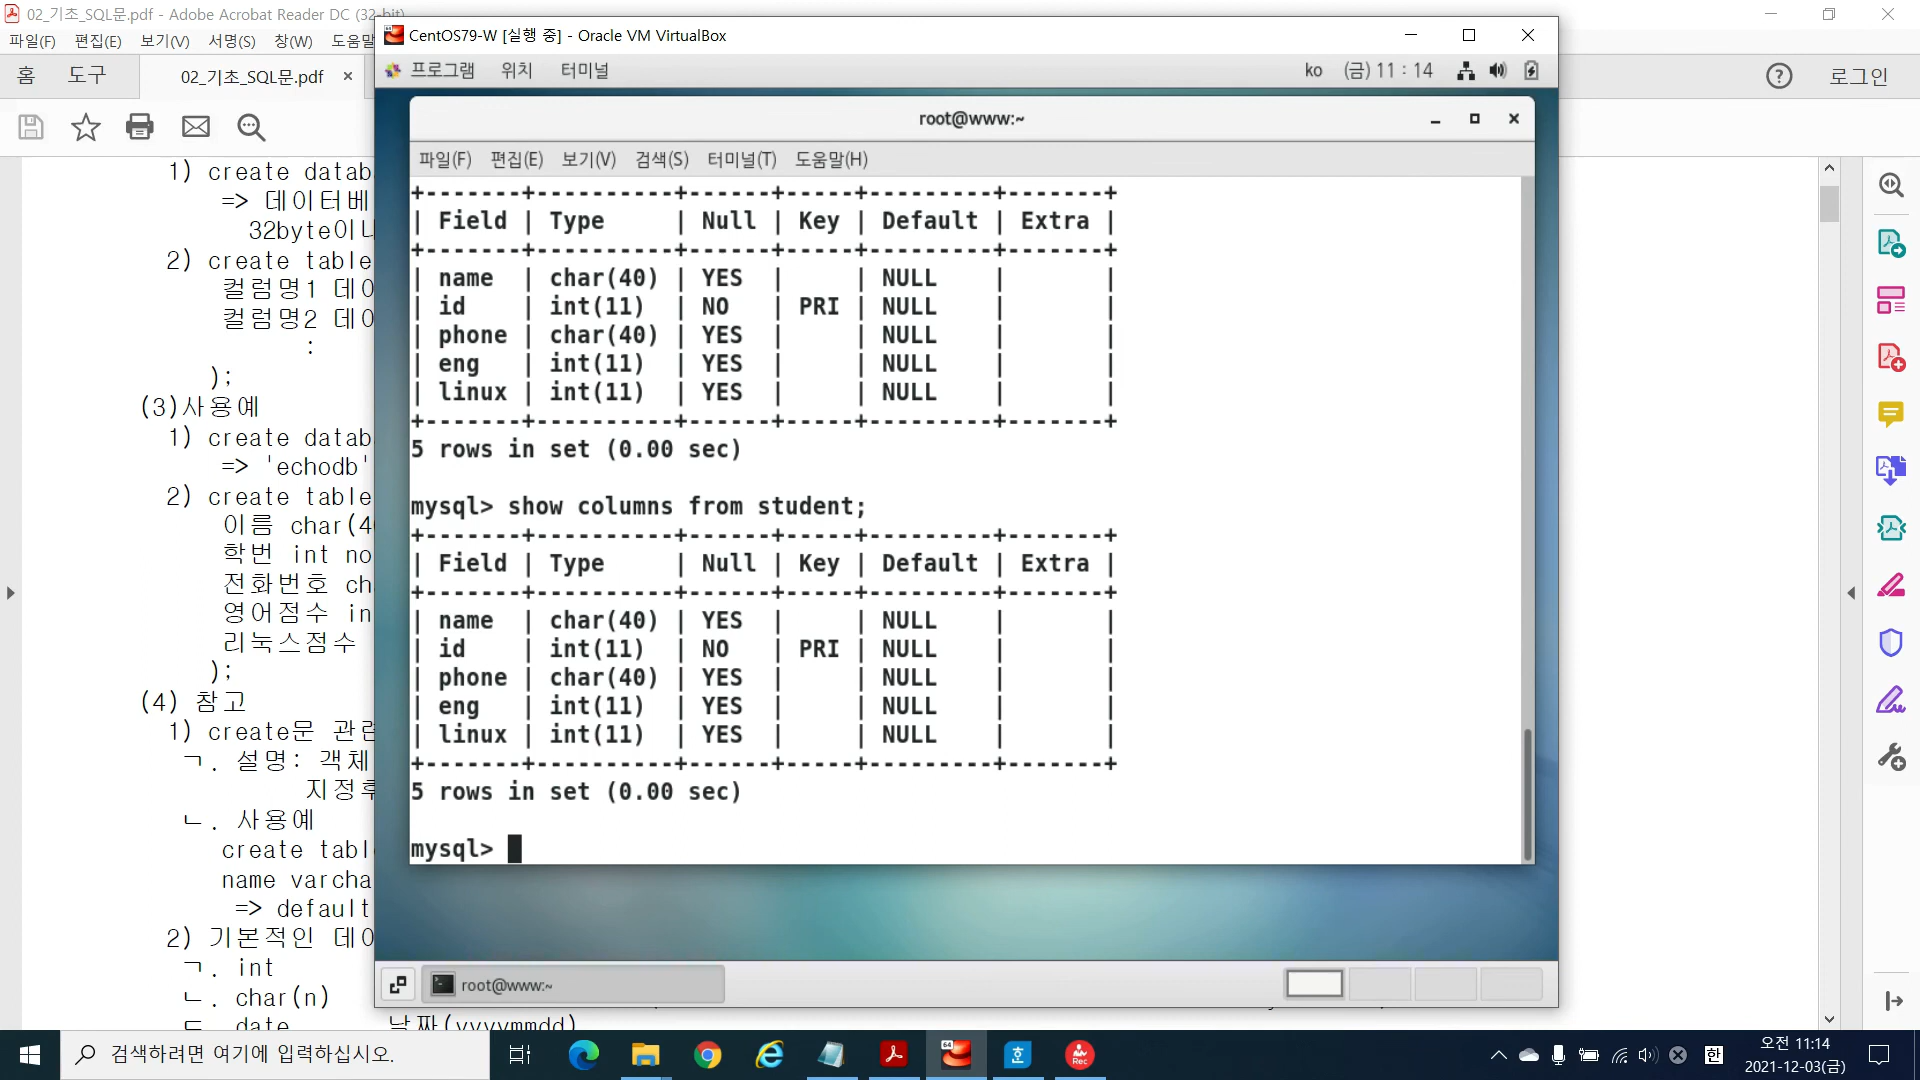 02_기초_SQL문.pdf - Adobe Acrobat Reader DC (32-bit)
파일(F) 편집(E) 보기(V) 서명(S) 창(W) 도움말
홈 도구 02_기초_SQL문.pdf × 로그인
1) create datab
=> 데이터베
32byte이
2) create table
컬럼명1 데이
컬럼명2 데이
:
);
(3)사용예
1) create datab
=> 'echodb'
2) create table
이름 char(4
학번 int no
전화번호 ch
영어점수 in
리눅스점수
);
(4) 참고
1) create문 관련
ㄱ. 설명: 객체
지정후
ㄴ. 사용예
create tabl
name varcha
=> default
2) 기본적인 데이
ㄱ. int
ㄴ. char(n)
ㄷ. date 날짜(yyyymmdd)
CentOS79-W [실행 중] - Oracle VM VirtualBox
프로그램 위치 터미널 ko (금) 11 : 14
root@www:~
파일(F) 편집(E) 보기(V) 검색(S) 터미널(T) 도움말(H)
+-------+----------+------+-----+---------+-------+
| Field | Type     | Null | Key | Default | Extra |
+-------+----------+------+-----+---------+-------+
| name  | char(40) | YES  |     | NULL    |       |
| id    | int(11)  | NO   | PRI | NULL    |       |
| phone | char(40) | YES  |     | NULL    |       |
| eng   | int(11)  | YES  |     | NULL    |       |
| linux | int(11)  | YES  |     | NULL    |       |
+-------+----------+------+-----+---------+-------+
5 rows in set (0.00 sec)
mysql> show columns from student;
+-------+----------+------+-----+---------+-------+
| Field | Type     | Null | Key | Default | Extra |
+-------+----------+------+-----+---------+-------+
| name  | char(40) | YES  |     | NULL    |       |
| id    | int(11)  | NO   | PRI | NULL    |       |
| phone | char(40) | YES  |     | NULL    |       |
| eng   | int(11)  | YES  |     | NULL    |       |
| linux | int(11)  | YES  |     | NULL    |       |
+-------+----------+------+-----+---------+-------+
5 rows in set (0.00 sec)
mysql>
root@www:~
검색하려면 여기에 입력하십시오.
64
호
Rec
한
오전 11:14
2021-12-03(금)